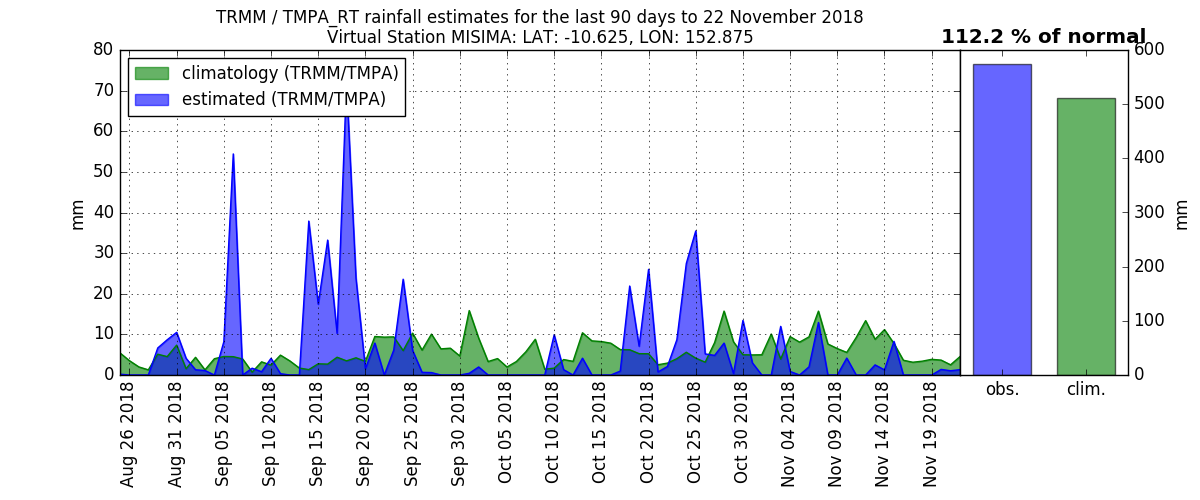 TRMM / TMPA_RT rainfall estimates for the last 90 days to 22 November 2018
Virtual Station MISIMA: LAT: -10.625, LON: 152.875
112.2 % of normal
climatology (TRMM/TMPA)
estimated (TRMM/TMPA)
80
70
60
50
40
30
20
10
0
mm
600
500
400
300
200
100
0
mm
obs.
clim.
Aug 26 2018
Aug 31 2018
Sep 05 2018
Sep 10 2018
Sep 15 2018
Sep 20 2018
Sep 25 2018
Sep 30 2018
Oct 05 2018
Oct 10 2018
Oct 15 2018
Oct 20 2018
Oct 25 2018
Oct 30 2018
Nov 04 2018
Nov 09 2018
Nov 14 2018
Nov 19 2018